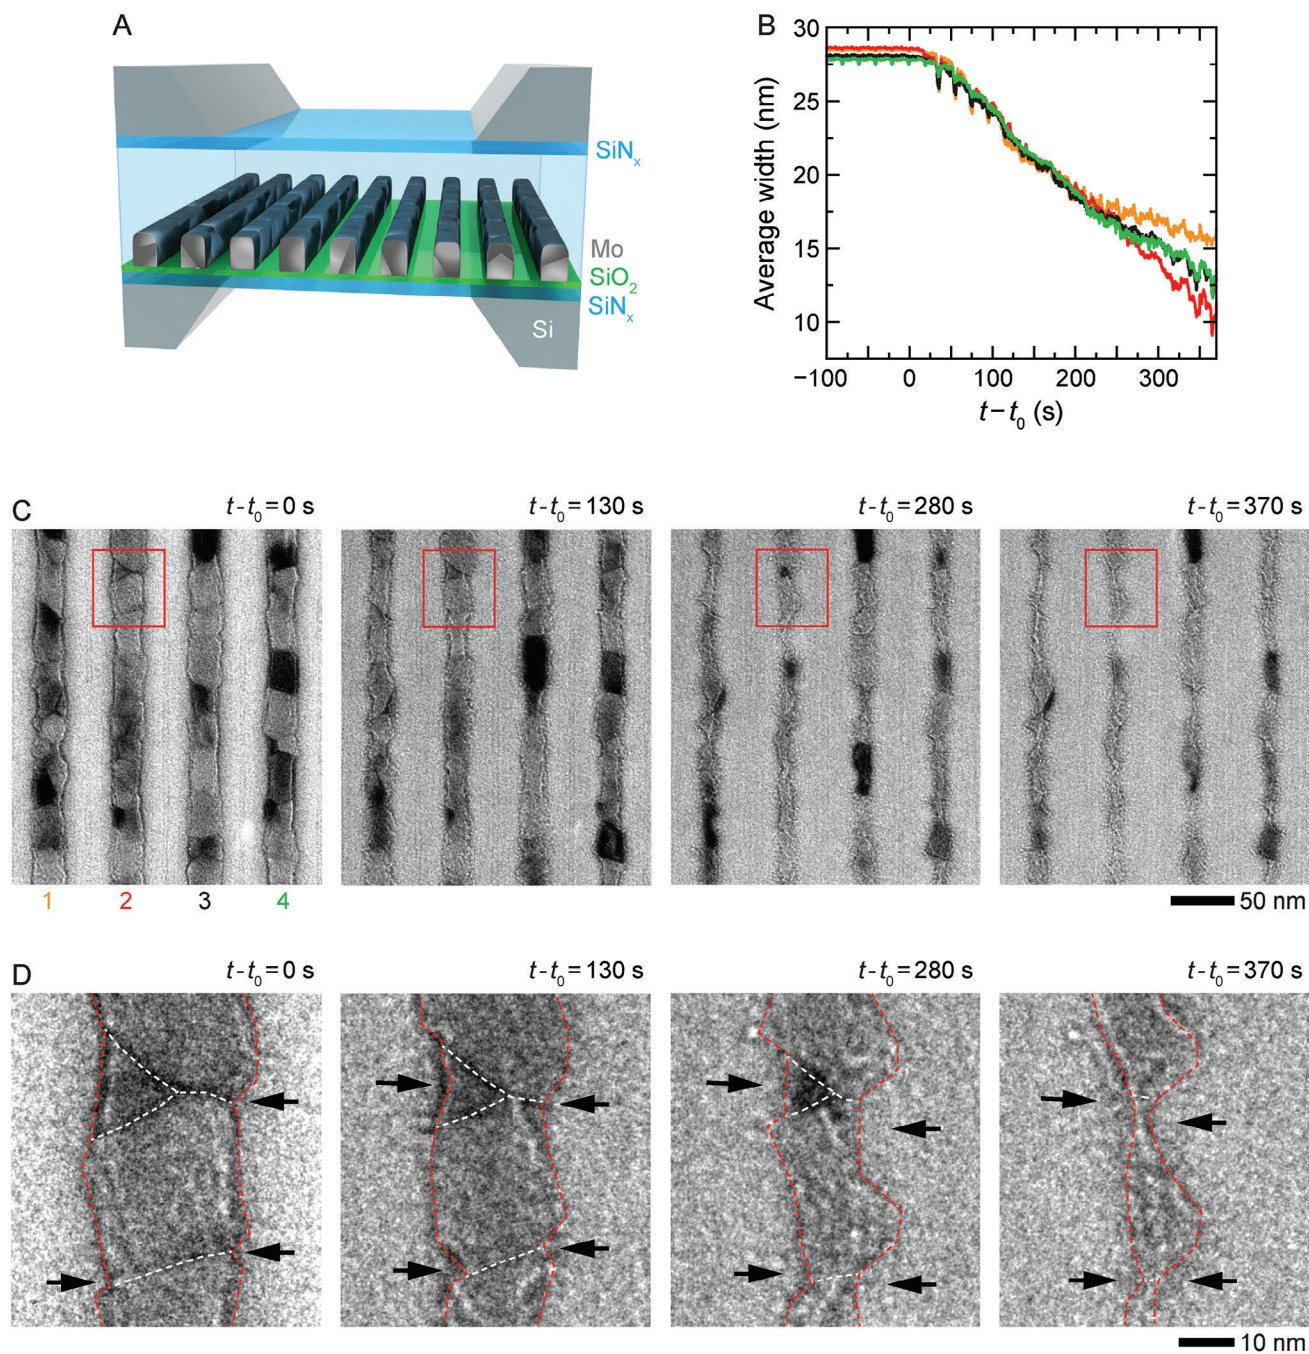 A
SiNₓ
Mo
SiO₂
SiNₓ
Si
B
Average width (nm)
30
25
20
15
10
−100
0
100
200
300
t − t₀ (s)
C
t - t₀ = 0 s
t - t₀ = 130 s
t - t₀ = 280 s
t - t₀ = 370 s
1
2
3
4
50 nm
D
t - t₀ = 0 s
t - t₀ = 130 s
t - t₀ = 280 s
t - t₀ = 370 s
10 nm